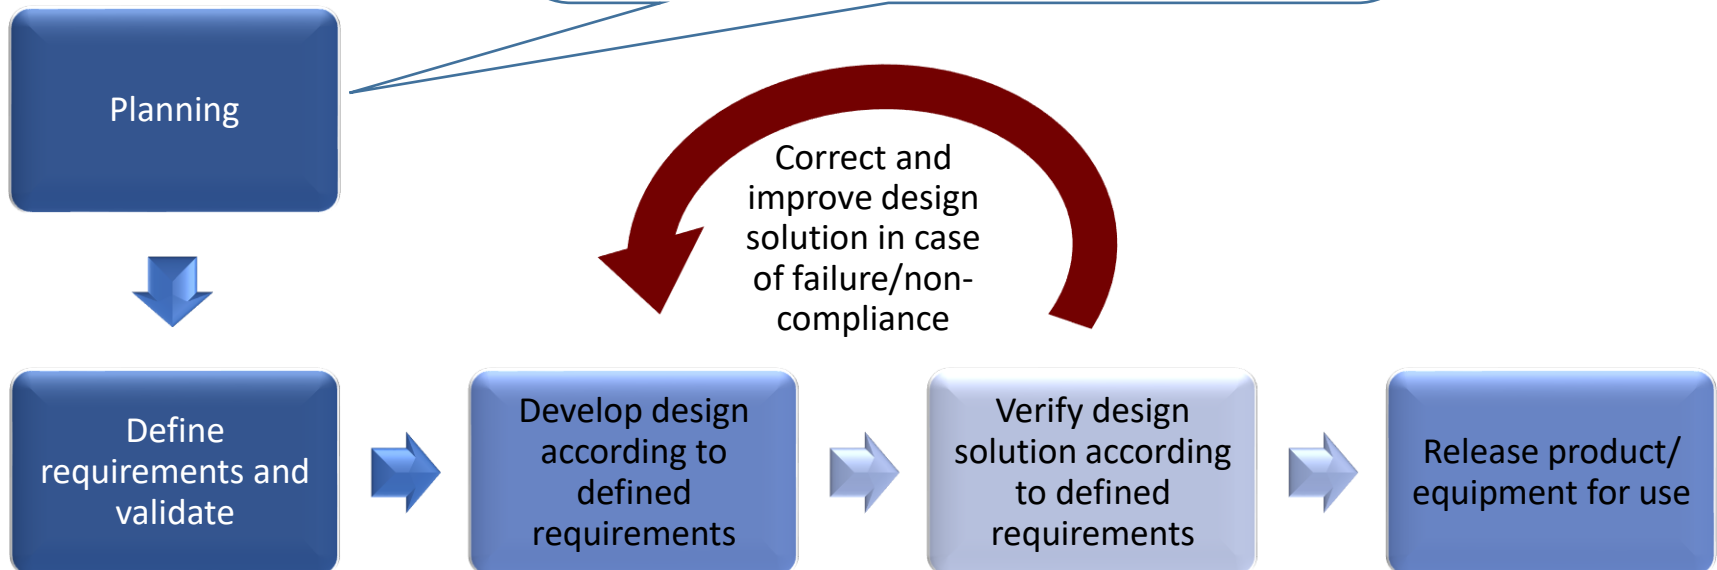 Planning
Correct and
improve design
solution in case
of failure/non-
compliance
Define
requirements and
validate
Develop design
according to
defined
requirements
Verify design
solution according
to defined
requirements
Release product/
equipment for use